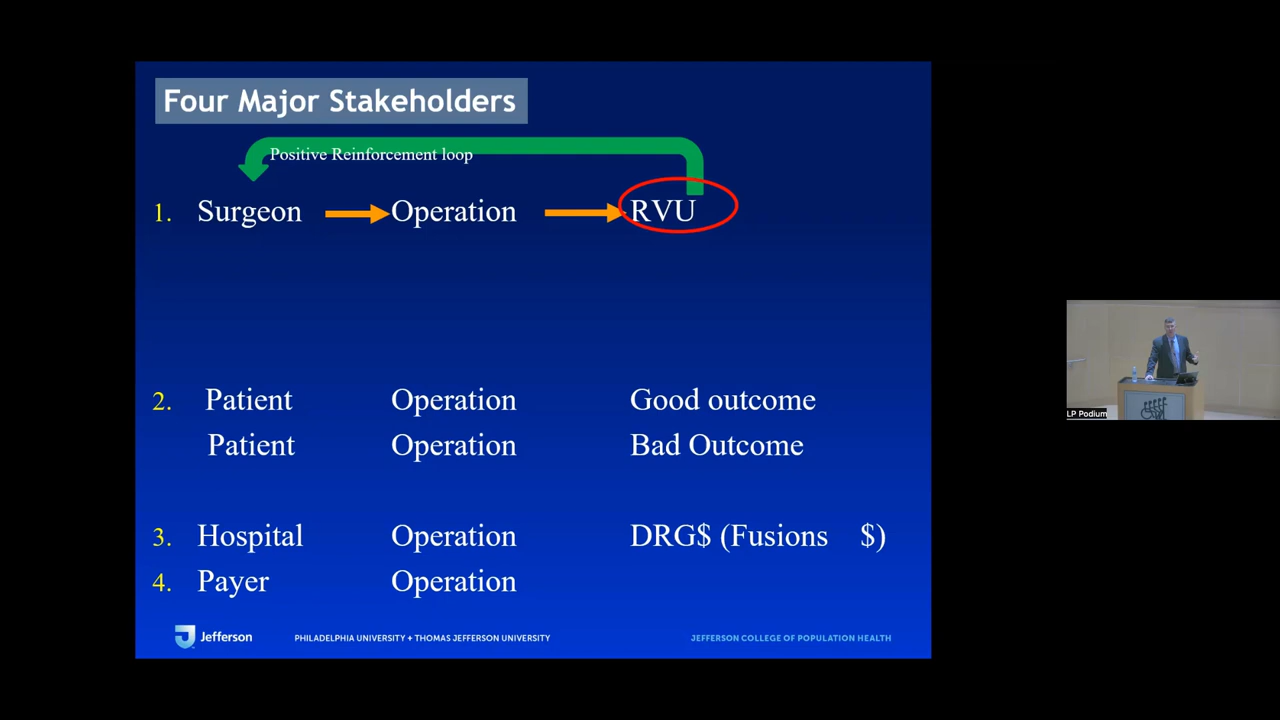 Four Major Stakeholders
Positive Reinforcement loop
1. Surgeon Operation RVU
2. Patient Operation Good outcome
Patient Operation Bad Outcome
3. Hospital Operation DRG$ (Fusions $)
4. Payer Operation
Jefferson PHILADELPHIA UNIVERSITY + THOMAS JEFFERSON UNIVERSITY JEFFERSON COLLEGE OF POPULATION HEALTH
LP Podium